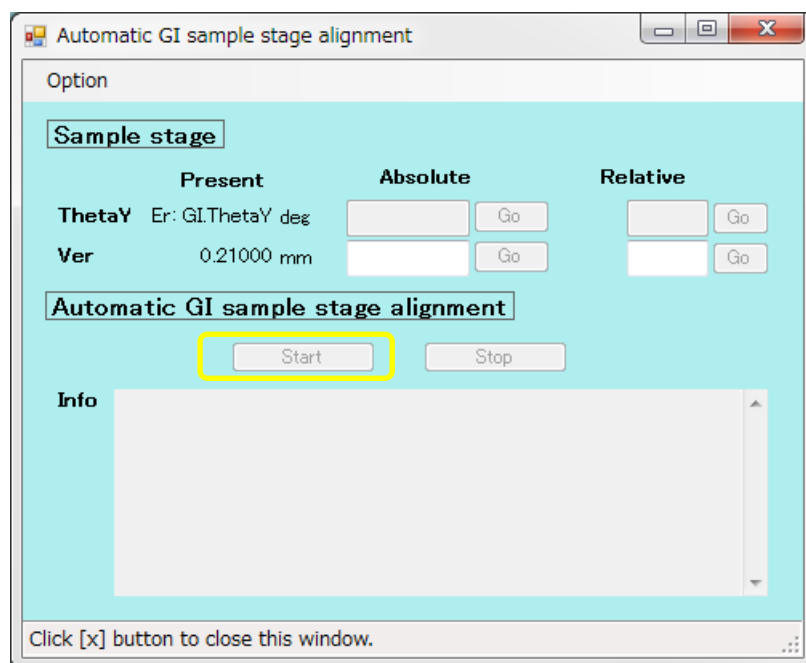 Automatic GI sample stage alignment
Option
Sample stage
Present Absolute Relative
ThetaY Er: GI.ThetaY deg Go Go
Ver 0.21000 mm Go Go
Automatic GI sample stage alignment
Start Stop
Info
Click [x] button to close this window.